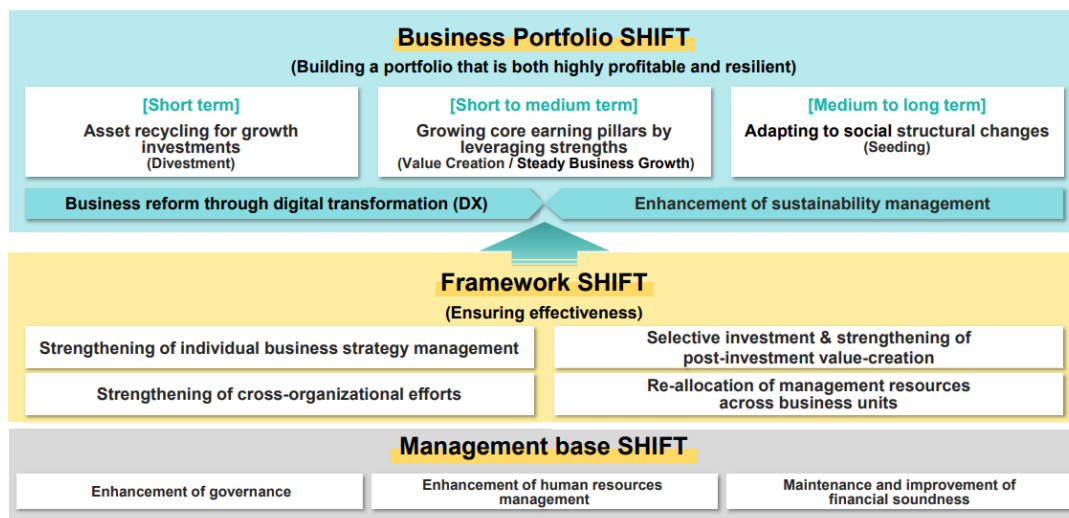 Business Portfolio SHIFT
(Building a portfolio that is both highly profitable and resilient)
[Short term]
Asset recycling for growth
investments
(Divestment)
[Short to medium term]
Growing core earning pillars by
leveraging strengths
(Value Creation / Steady Business Growth)
[Medium to long term]
Adapting to social structural changes
(Seeding)
Business reform through digital transformation (DX)
Enhancement of sustainability management
Framework SHIFT
(Ensuring effectiveness)
Strengthening of individual business strategy management
Selective investment & strengthening of
post-investment value-creation
Strengthening of cross-organizational efforts
Re-allocation of management resources
across business units
Management base SHIFT
Enhancement of governance
Enhancement of human resources
management
Maintenance and improvement of
financial soundness